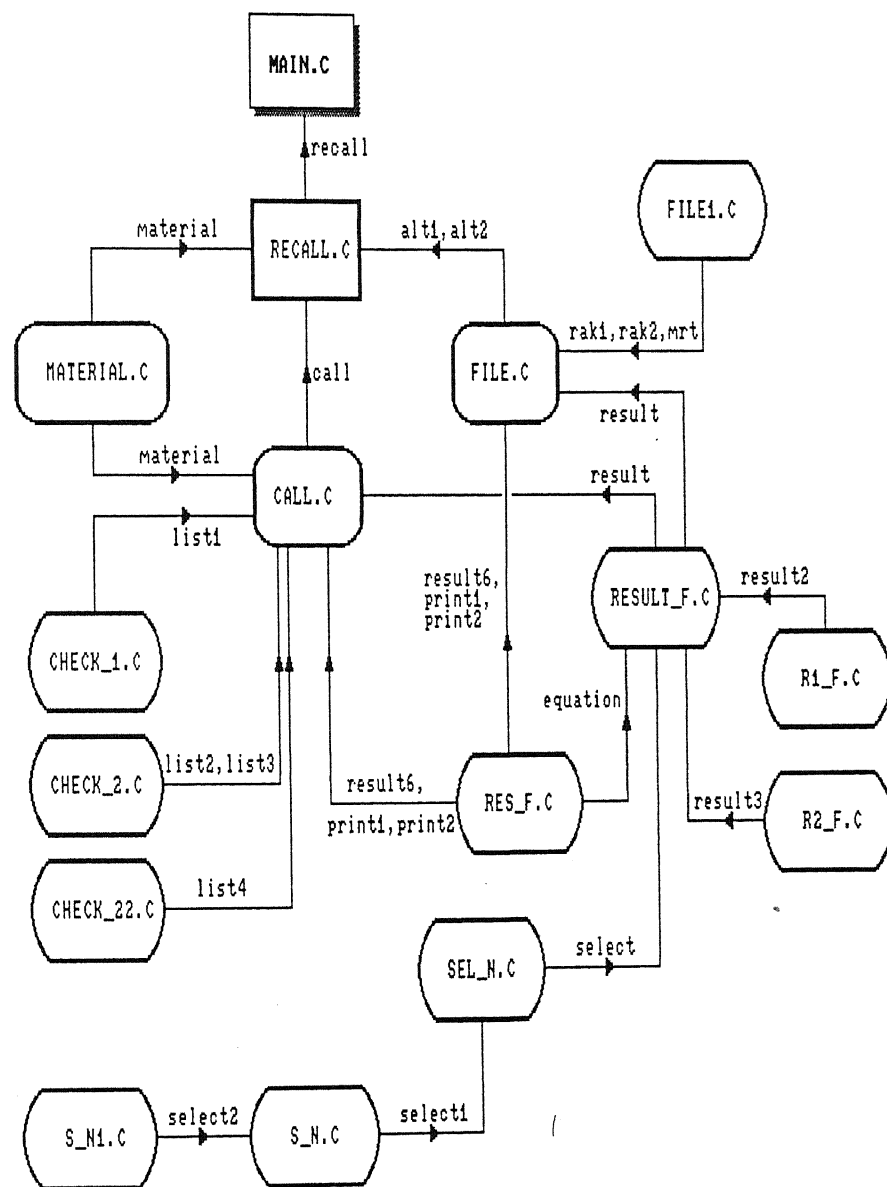 MAIN.C
recall
FILE1.C
material
RECALL.C
alt1,alt2
rak1,rak2,mrt
MATERIAL.C
call
FILE.C
result
material
CALL.C
result
list1
result6,
print1,
print2
RESULT_F.C
result2
CHECK_1.C
R1_F.C
equation
list2,list3
CHECK_2.C
result6,
print1,print2
RES_F.C
result3
R2_F.C
list4
CHECK_22.C
SEL_N.C
select
S_N1.C
select2
S_N.C
select1